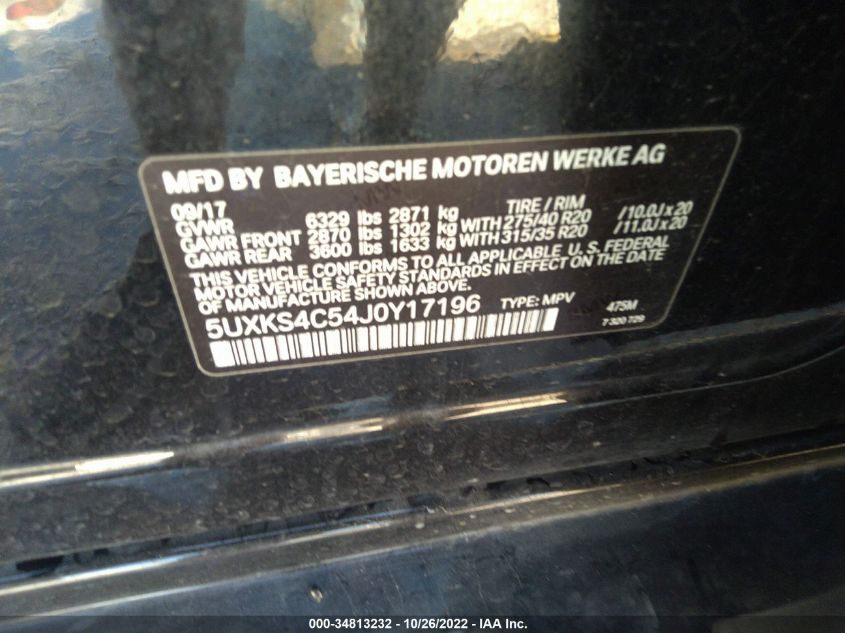 MFD BY BAYERISCHE MOTOREN WERKE AG
09/17 TIRE / RIM
GVWR 6329 lbs 2871 kg
GAWR FRONT 2870 lbs 1302 kg WITH 275/40 R20 /10.0J x 20
GAWR REAR 3600 lbs 1633 kg WITH 315/35 R20 /11.0J x 20
THIS VEHICLE CONFORMS TO ALL APPLICABLE U. S. FEDERAL
MOTOR VEHICLE SAFETY STANDARDS IN EFFECT ON THE DATE
OF MANUFACTURE SHOWN ABOVE.
5UXKS4C54J0Y17196 TYPE: MPV 475M
7 320 729
000-34813232 - 10/26/2022 - IAA Inc.